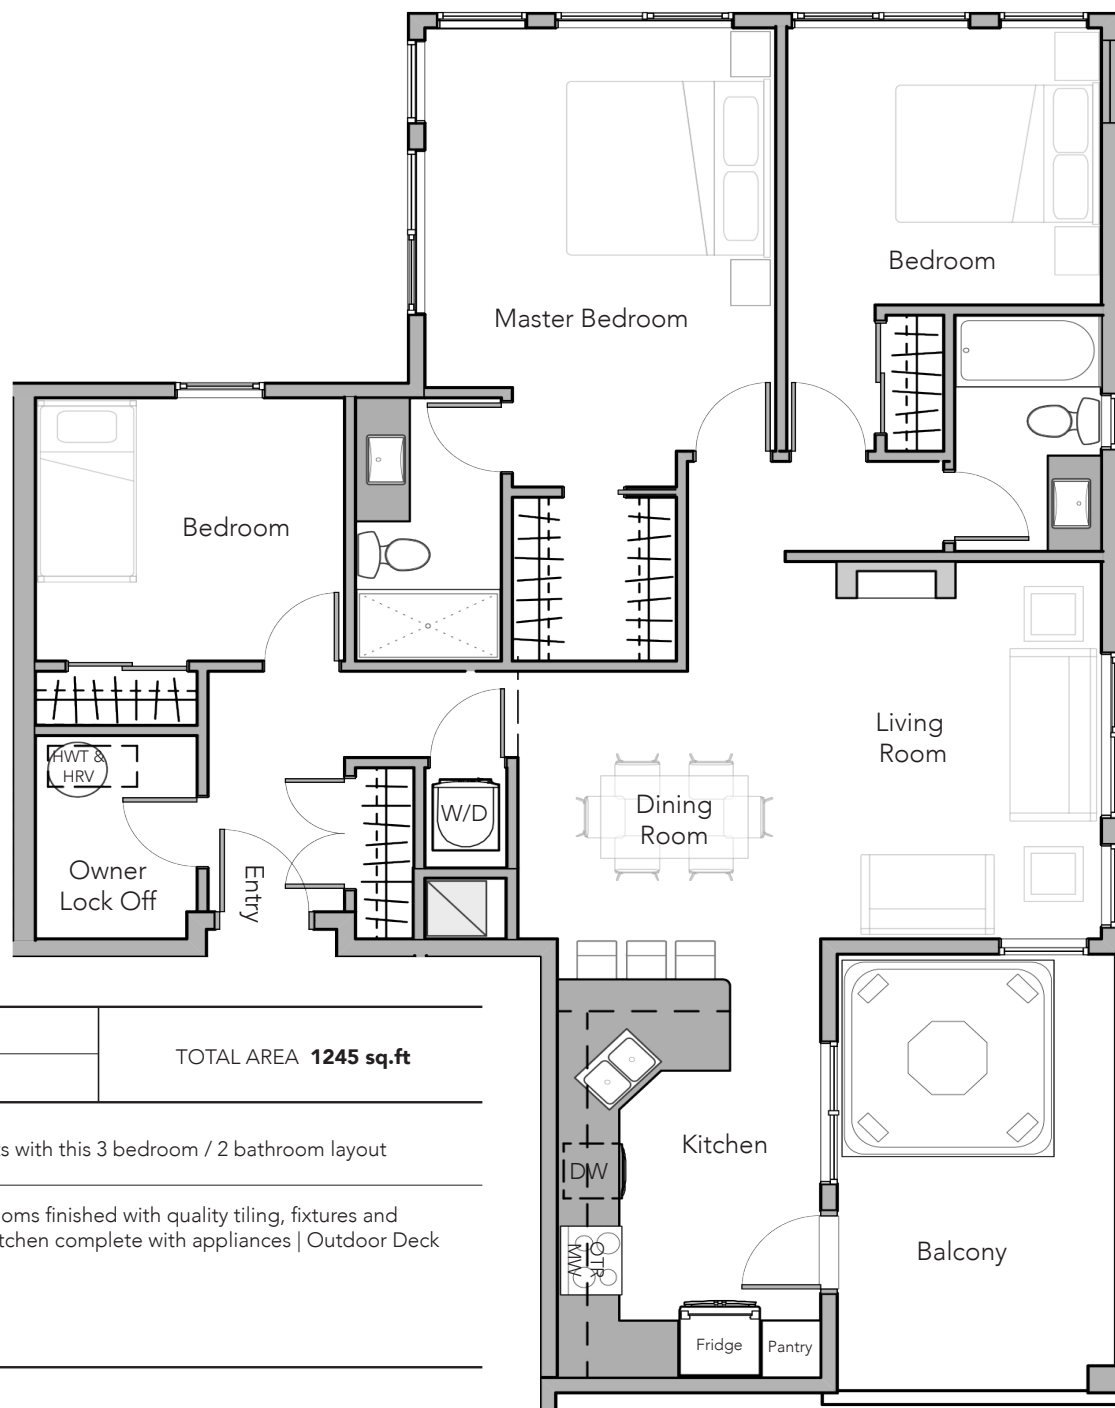 Bedroom
Master Bedroom
Bedroom
HWT &
HRV
Living
Room
W/D
Dining
Room
Owner
Lock Off
Entry
TOTAL AREA 1245 sq.ft
s with this 3 bedroom / 2 bathroom layout
Kitchen
DW
oms finished with quality tiling, fixtures and
tchen complete with appliances | Outdoor Deck
OTR
MW
Balcony
Fridge
Pantry